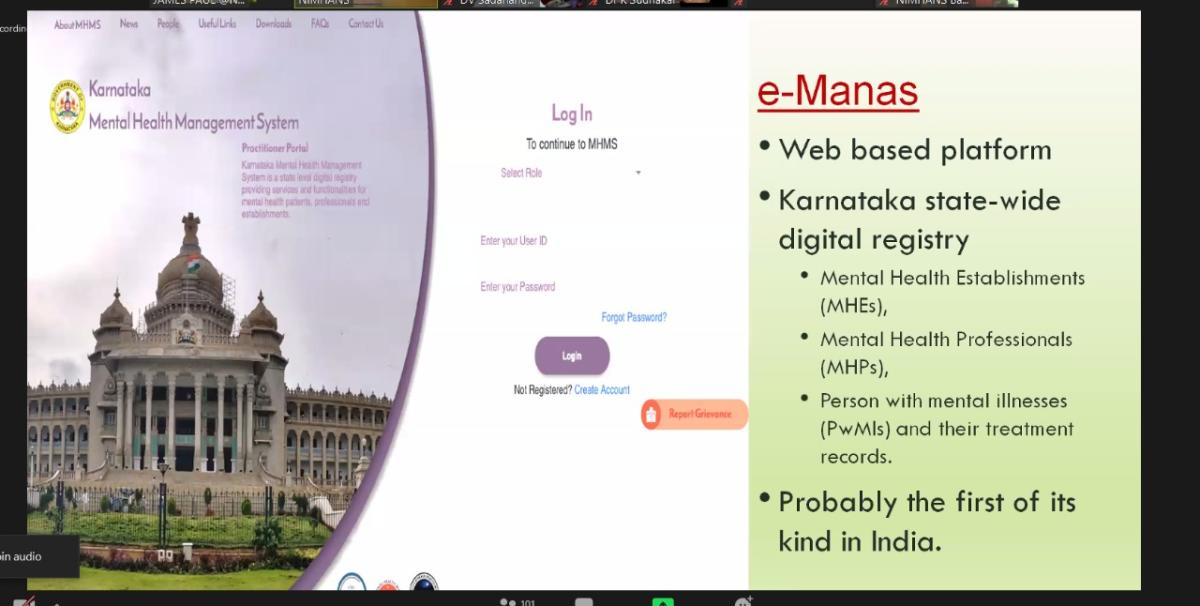 JAMES PAUL @N...
NIMHANS
DV Sadanand...
Dr K Sudhakar
NIMHANS Ba...
About MHMS News People Useful Links Downloads FAQs Contact Us
Karnataka
Mental Health Management System
Practitioner Portal
Karnataka Mental Health Management
System is a state level digital registry
providing services and functionalities for
mental health patients, professionals and
establishments.
Log In
To continue to MHMS
Select Role
Enter your User ID
Enter your Password
Forgot Password?
Login
Not Registered? Create Account
Report Grievance
e-Manas
• Web based platform
• Karnataka state-wide
digital registry
• Mental Health Establishments
(MHEs),
• Mental Health Professionals
(MHPs),
• Person with mental illnesses
(PwMIs) and their treatment
records.
• Probably the first of its
kind in India.
in audio
101